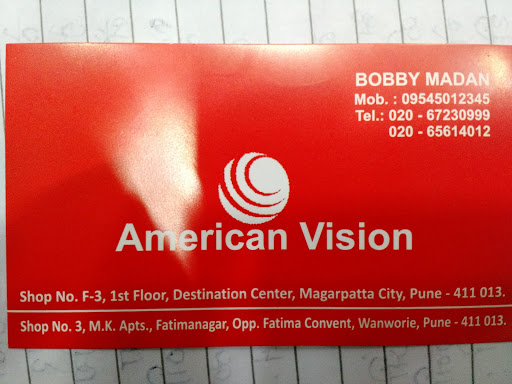 BOBBY MADAN
Mob. : 09545012345
Tel.: 020 - 67230999
020 - 65614012
American Vision
Shop No. F-3, 1st Floor, Destination Center, Magarpatta City, Pune - 411 013.
Shop No. 3, M.K. Apts., Fatimanagar, Opp. Fatima Convent, Wanworie, Pune - 411 013.